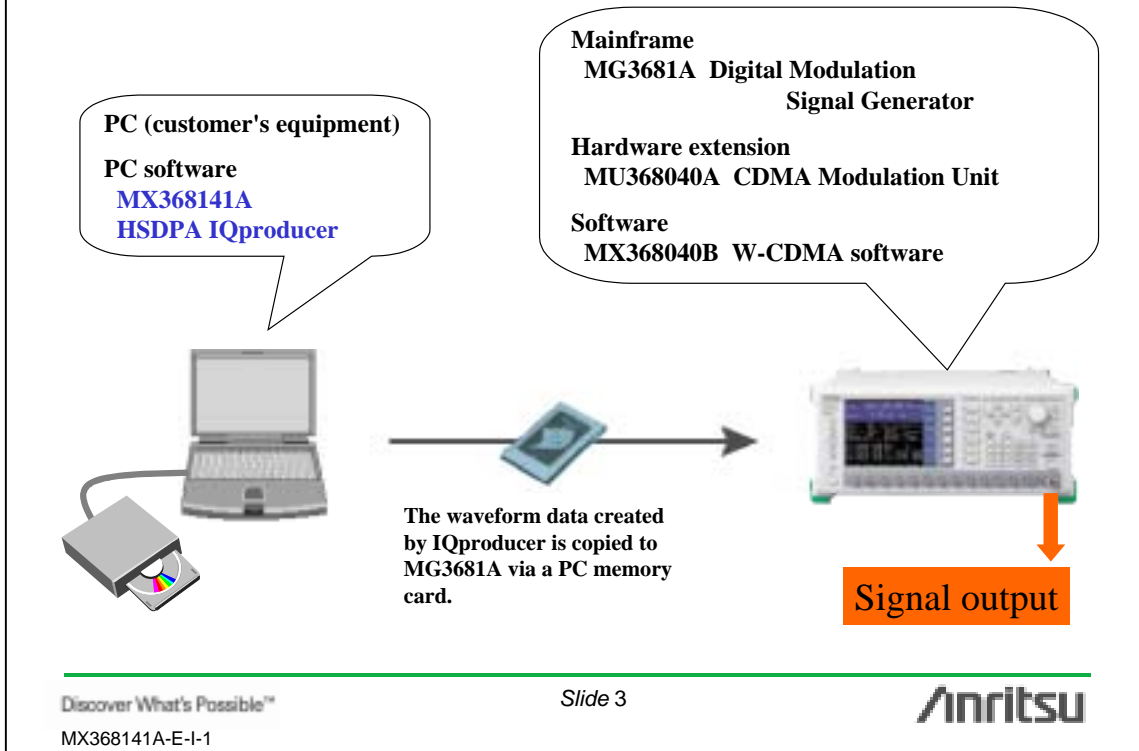 PC (customer's equipment)
PC software
MX368141A
HSDPA IQproducer
Mainframe
MG3681A Digital Modulation
Signal Generator
Hardware extension
MU368040A CDMA Modulation Unit
Software
MX368040B W-CDMA software
The waveform data created
by IQproducer is copied to
MG3681A via a PC memory
card.
Signal output
Discover What's Possible™
Slide 3
Anritsu
MX368141A-E-I-1